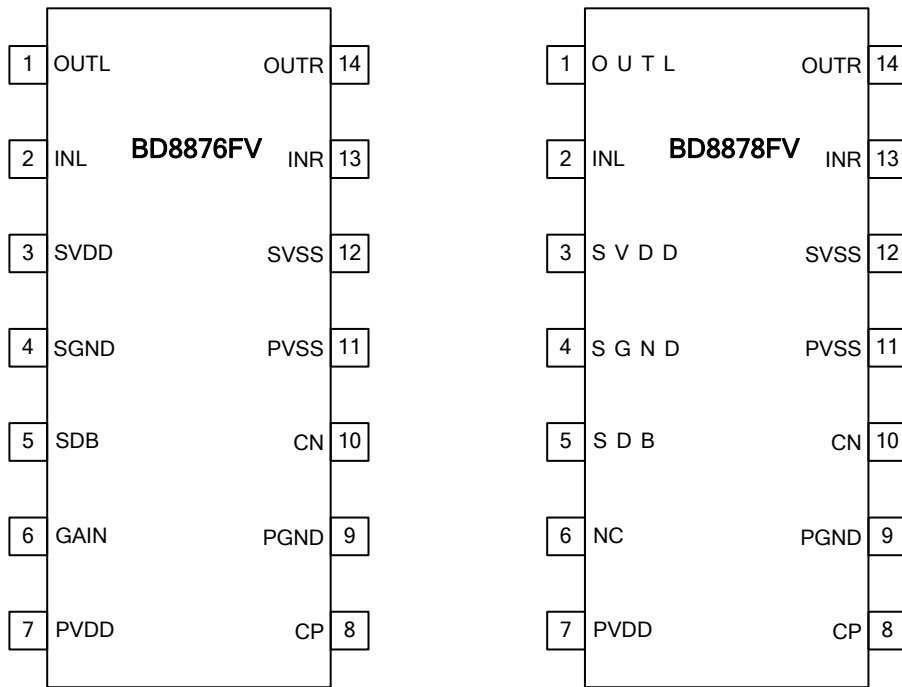 1 OUTL OUTR 14
2 INL BD8876FV INR 13
3 SVDD SVSS 12
4 SGND PVSS 11
5 SDB CN 10
6 GAIN PGND 9
7 PVDD CP 8
1 O U T L OUTR 14
2 INL BD8878FV INR 13
3 S V D D SVSS 12
4 S G N D PVSS 11
5 S D B CN 10
6 NC PGND 9
7 PVDD CP 8